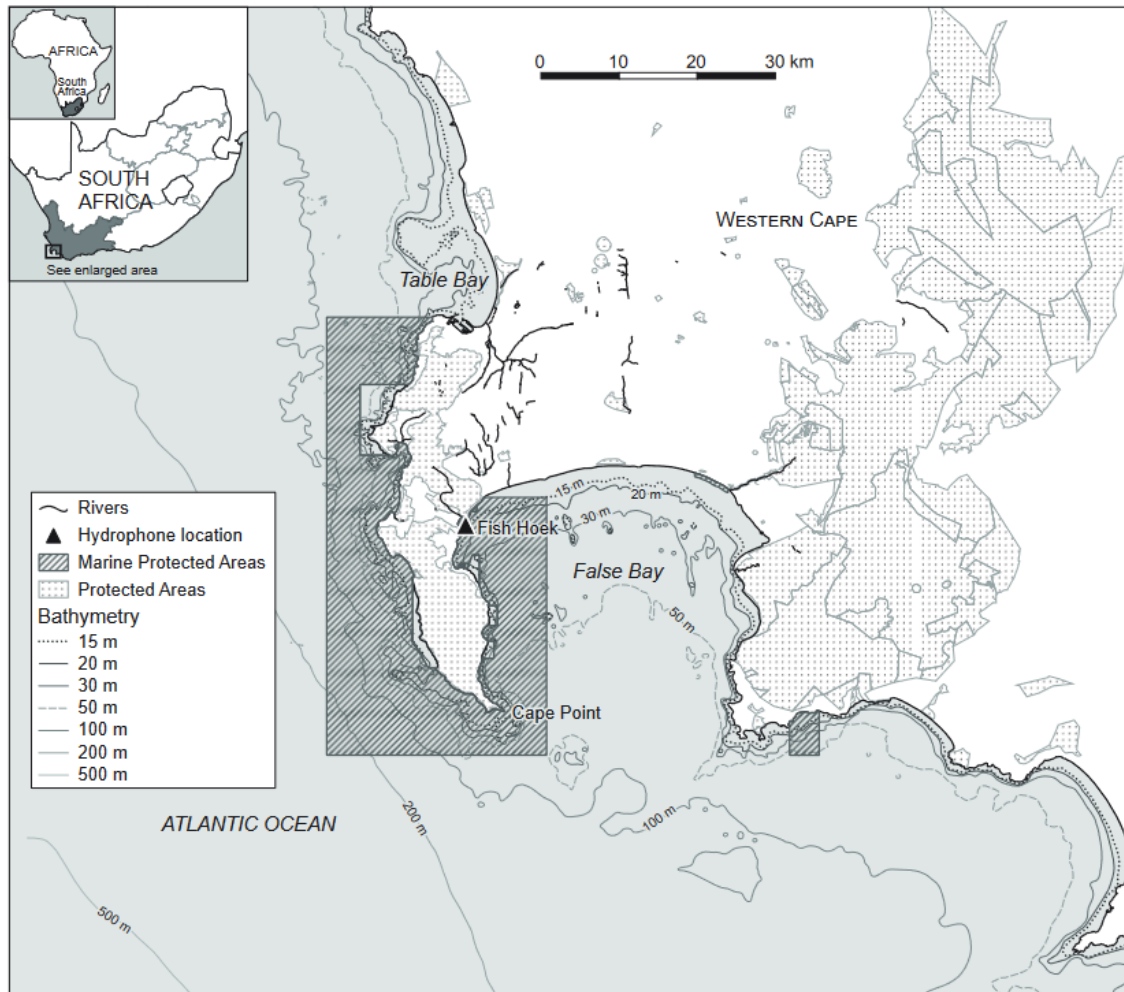 AFRICA
South
Africa
SOUTH
AFRICA
See enlarged area
0 10 20 30 km
WESTERN CAPE
Table Bay
15 m
20 m
30 m
Fish Hoek
False Bay
50 m
Cape Point
Rivers
Hydrophone location
Marine Protected Areas
Protected Areas
Bathymetry
15 m
20 m
30 m
50 m
100 m
200 m
500 m
ATLANTIC OCEAN
200 m
100 m
500 m